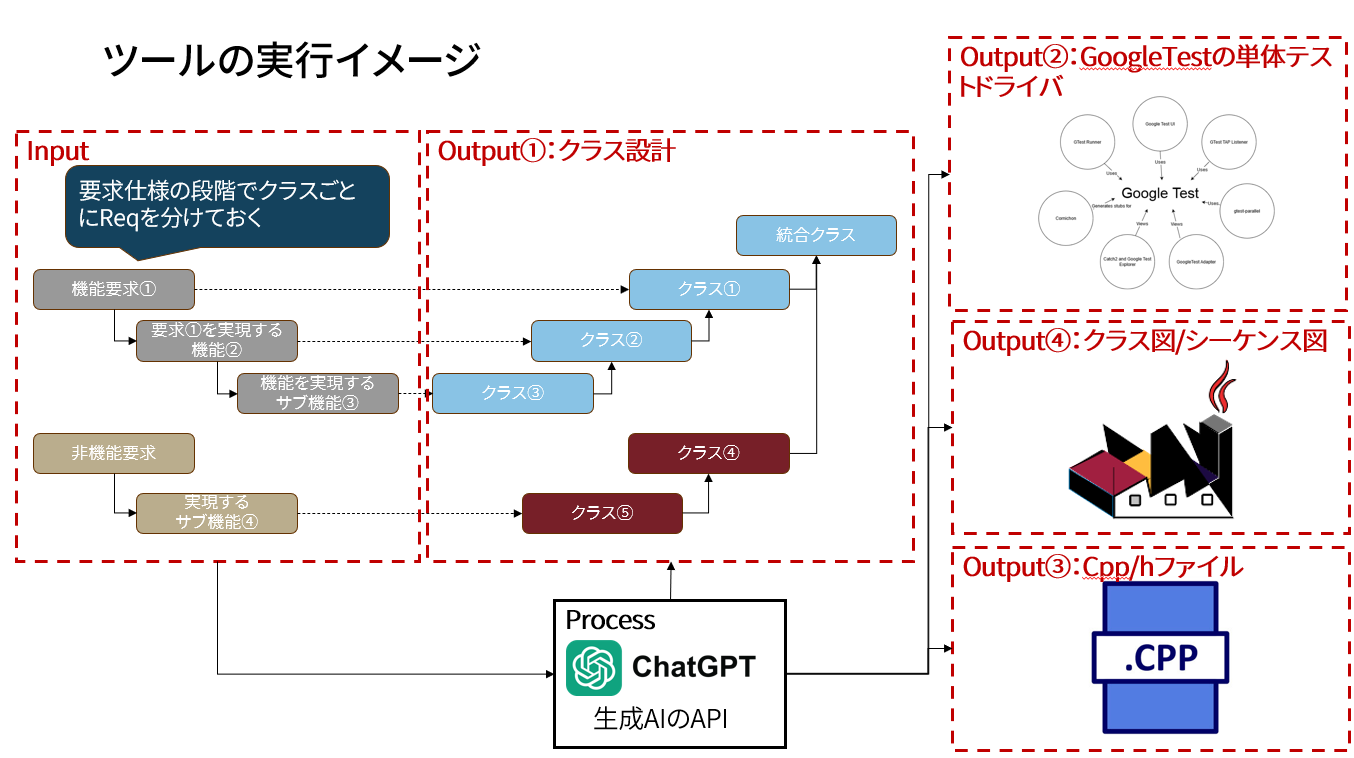 ツールの実行イメージ
Input
要求仕様の段階でクラスごと
にReqを分けておく
機能要求①
要求①を実現する
機能②
機能を実現する
サブ機能③
非機能要求
実現する
サブ機能④
Output①：クラス設計
統合クラス
クラス①
クラス②
クラス③
クラス④
クラス⑤
Process
ChatGPT
生成AIのAPI
Output②：GoogleTestの単体テス
トドライバ
Google Test UI
GTest Runner
GTest TAP Listener
Uses
Uses
Uses
Google Test
Generates stubs for
Uses
Cornichon
gtest-parallel
Views
Views
Catch2 and Google Test
Explorer
GoogleTest Adapter
Output④：クラス図/シーケンス図
Output③：Cpp/hファイル
.CPP